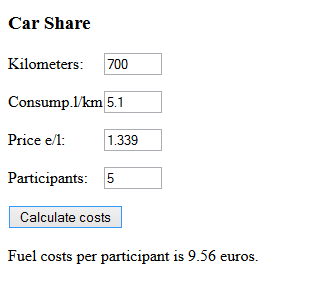 Car Share
Kilometers: 700
Consump.l/km 5.1
Price e/l: 1.339
Participants: 5
Calculate costs
Fuel costs per participant is 9.56 euros.